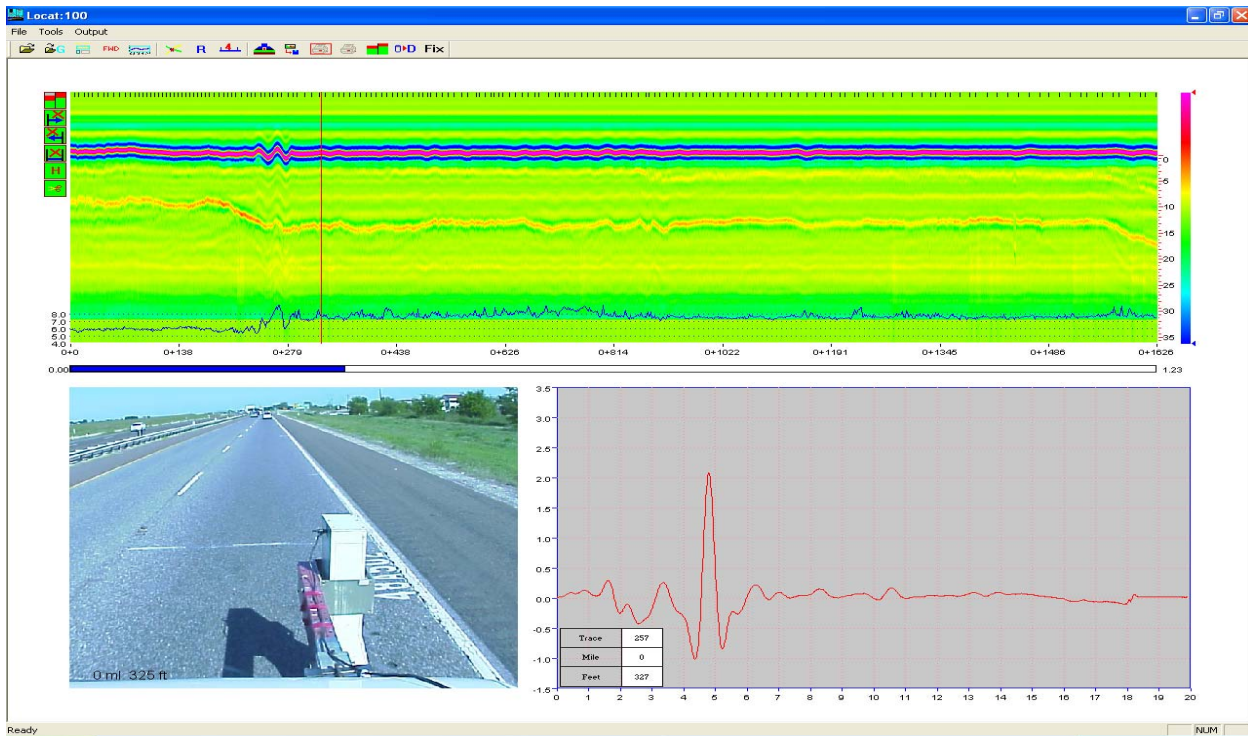 Locat:100
File Tools Output
G FWD R 4 0▶D Fix
H
0
-5
-10
-15
-20
-25
-30
-35
8.0
7.0
6.0
5.0
4.0
0+0 0+138 0+279 0+438 0+626 0+814 0+1022 0+1191 0+1345 0+1486 0+1626
0.00 1.23
0 ml 325 ft
3.5
3.0
2.5
2.0
1.5
1.0
0.5
0.0
-0.5
-1.0
-1.5
Trace 257
Mile 0
Feet 327
0 1 2 3 4 5 6 7 8 9 10 11 12 13 14 15 16 17 18 19 20
Ready NUM